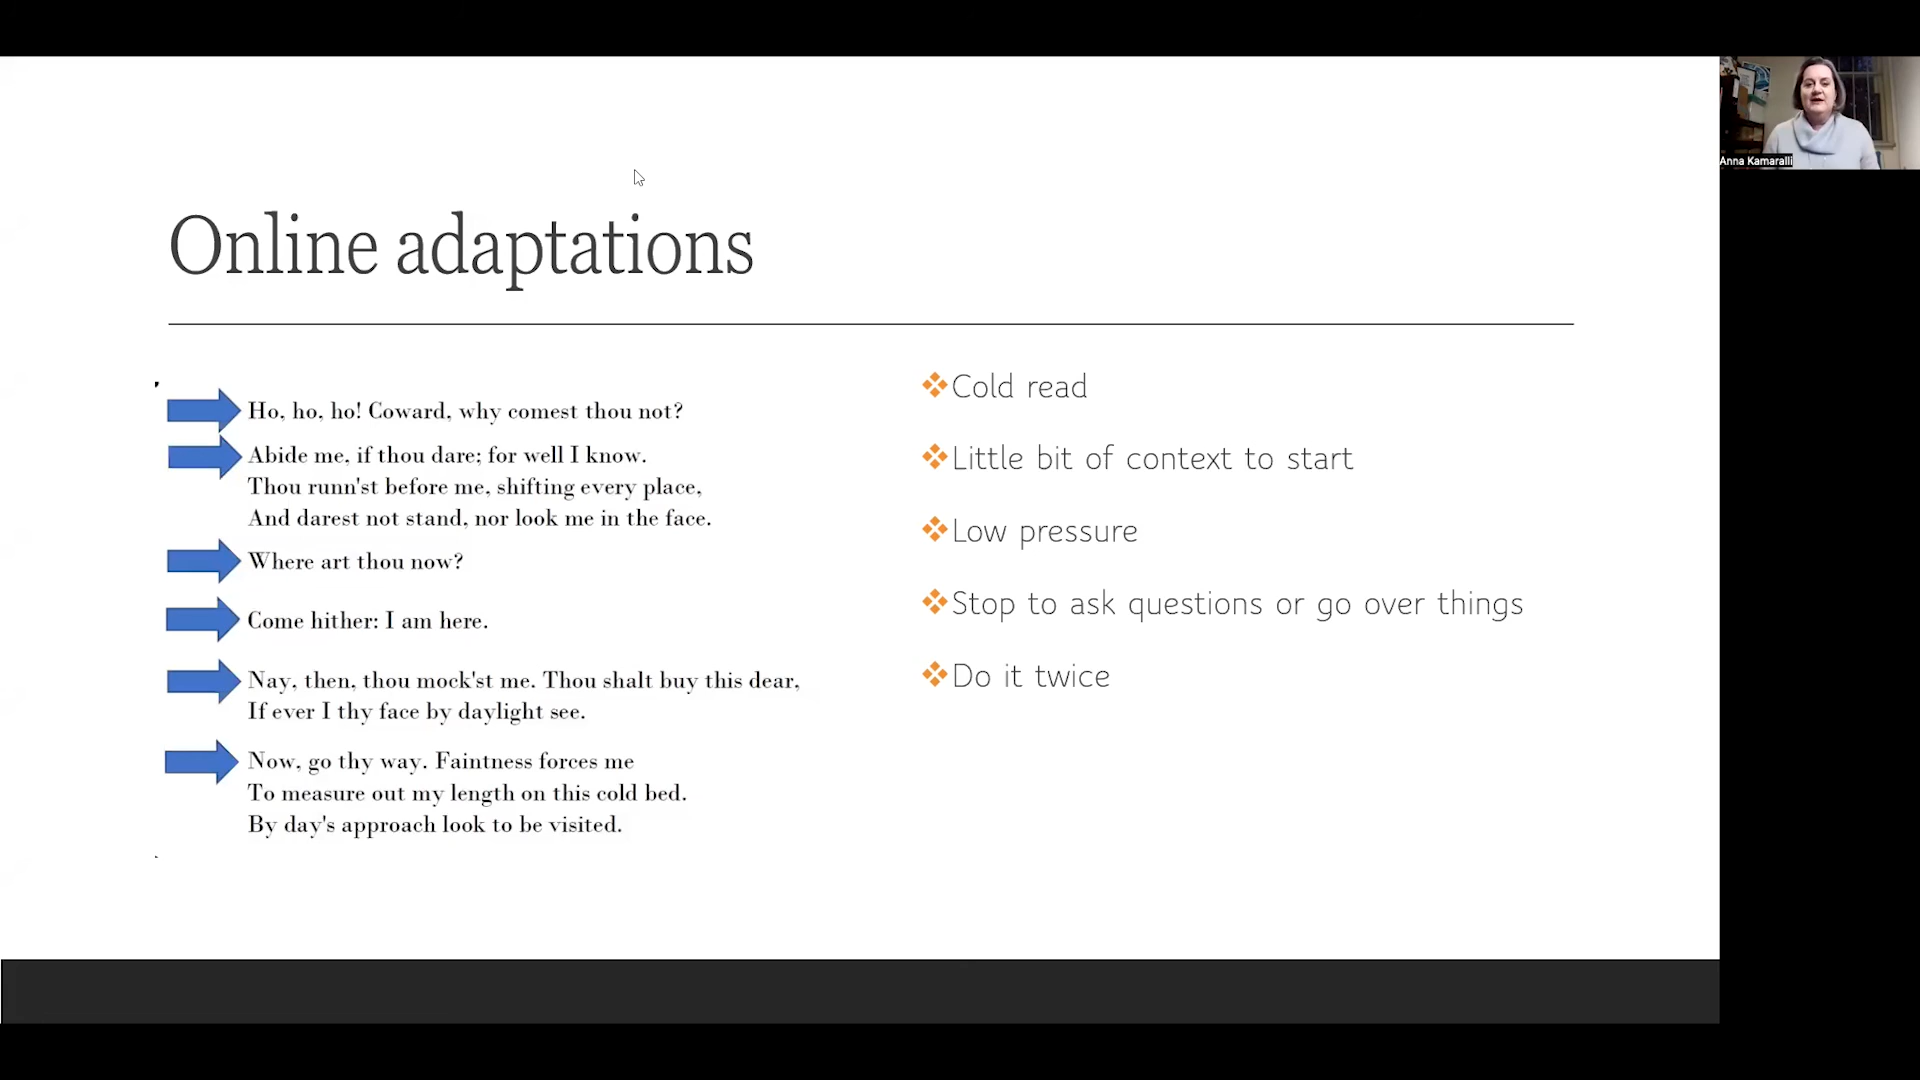 Online adaptations
Ho, ho, ho! Coward, why comest thou not?
Abide me, if thou dare; for well I know.
Thou runn'st before me, shifting every place,
And darest not stand, nor look me in the face.
Where art thou now?
Come hither: I am here.
Nay, then, thou mock'st me. Thou shalt buy this dear,
If ever I thy face by daylight see.
Now, go thy way. Faintness forces me
To measure out my length on this cold bed.
By day's approach look to be visited.
Cold read
Little bit of context to start
Low pressure
Stop to ask questions or go over things
Do it twice
Anna Kamaralli